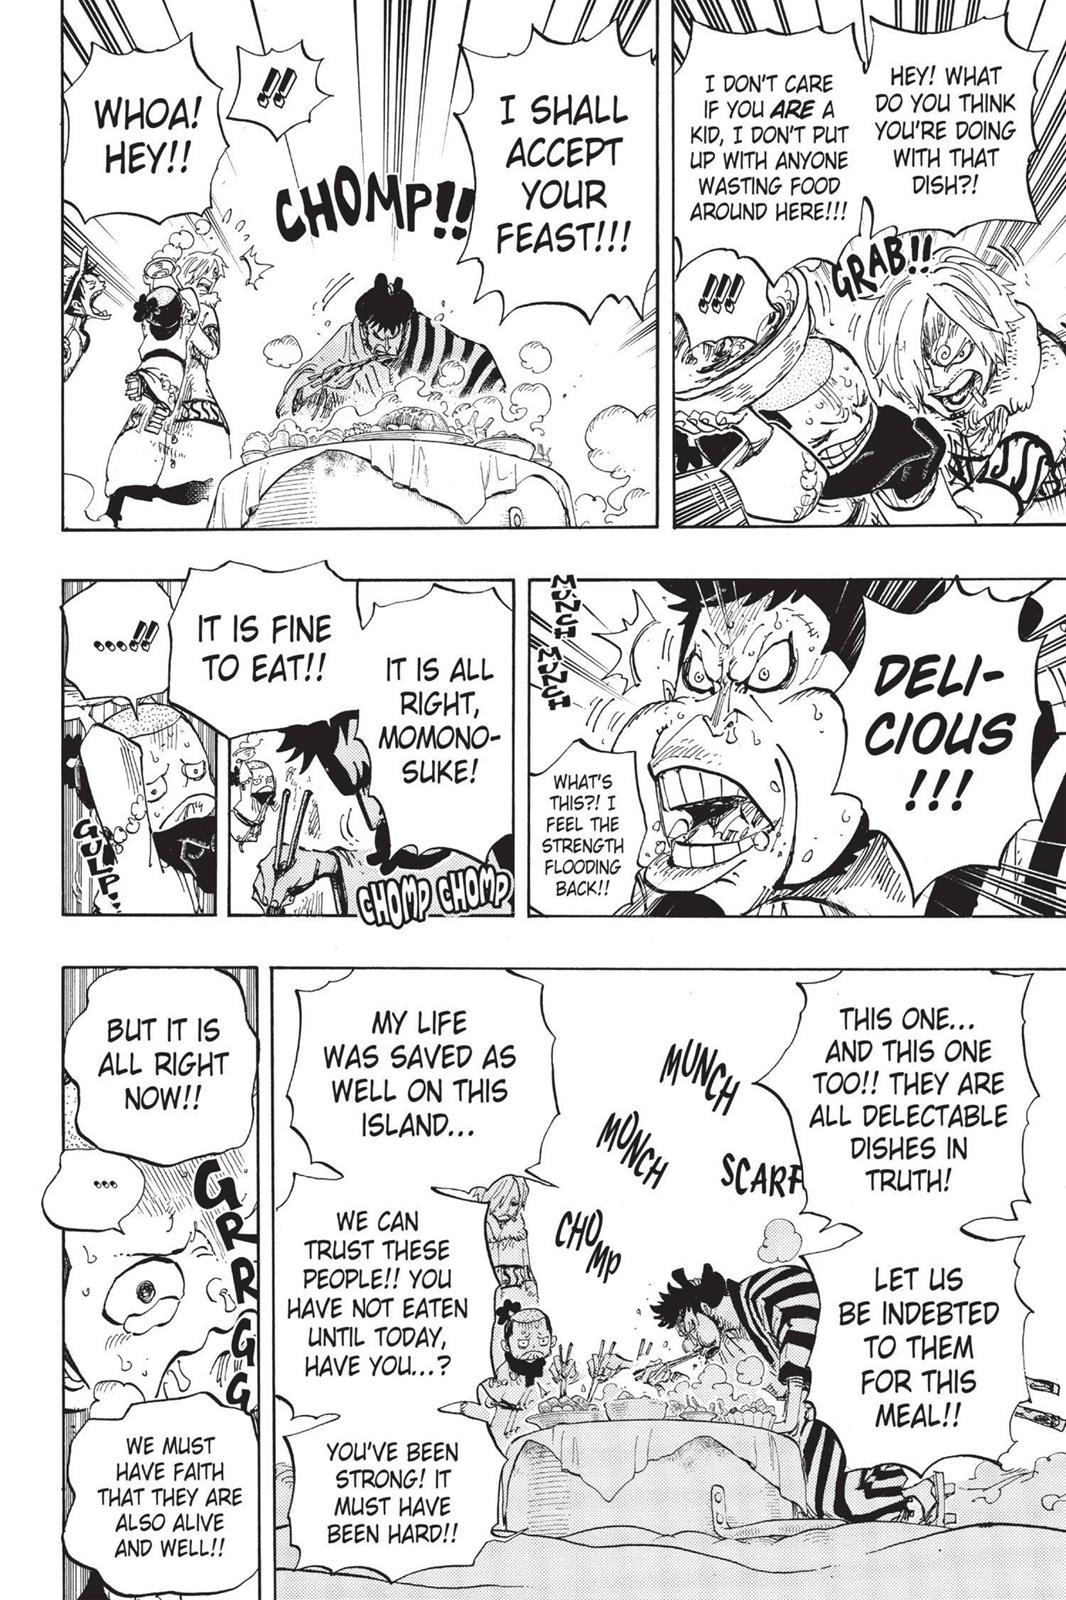 HEY! WHAT
DO YOU THINK
YOU'RE DOING
WITH THAT
DISH?!
I DON'T CARE
IF YOU ARE A
KID, I DON'T PUT
UP WITH ANYONE
WASTING FOOD
AROUND HERE!!!
GRAB!!
!!!
I SHALL
ACCEPT
YOUR
FEAST!!!
CHOMP!!
!!
WHOA!
HEY!!
DELI-
CIOUS
!!!
MUNCH MUNCH
WHAT'S
THIS?! I
FEEL THE
STRENGTH
FLOODING
BACK!!
IT IS ALL
RIGHT,
MOMONO-
SUKE!
IT IS FINE
TO EAT!!
CHOMP CHOMP
....!!
GULP..
THIS ONE...
AND THIS ONE
TOO!! THEY ARE
ALL DELECTABLE
DISHES IN
TRUTH!
LET US
BE INDEBTED
TO THEM
FOR THIS
MEAL!!
MUNCH
MONCH
SCARF
CHOMP
MY LIFE
WAS SAVED AS
WELL ON THIS
ISLAND...
WE CAN
TRUST THESE
PEOPLE!! YOU
HAVE NOT EATEN
UNTIL TODAY,
HAVE YOU...?
YOU'VE BEEN
STRONG! IT
MUST HAVE
BEEN HARD!!
BUT IT IS
ALL RIGHT
NOW!!
...
GRRGG
WE MUST
HAVE FAITH
THAT THEY ARE
ALSO ALIVE
AND WELL!!